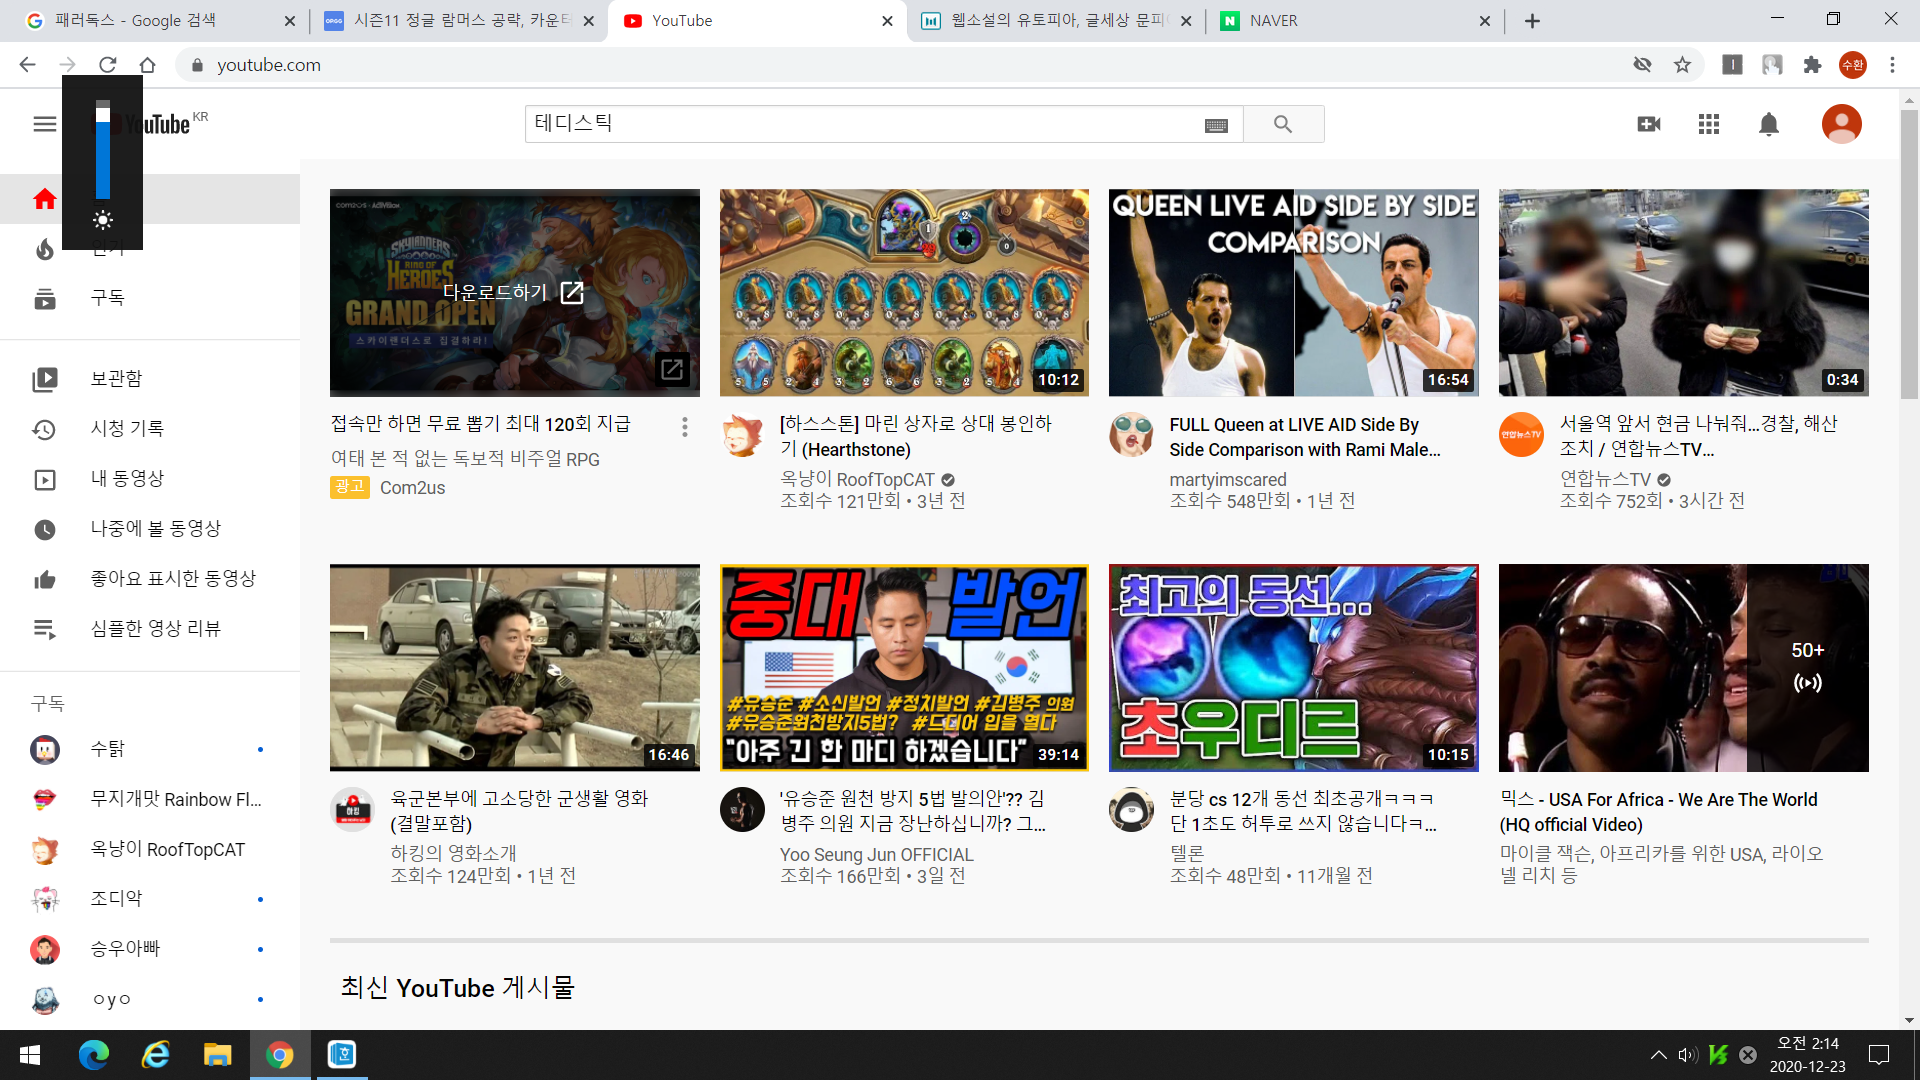 패러독스 - Google 검색
시즌11 정글 람머스 공략, 카운터
YouTube
웹소설의 유토피아, 글세상 문피아
NAVER
youtube.com
수환
YouTube KR
테디스틱
인기
구독
보관함
시청 기록
내 동영상
나중에 볼 동영상
좋아요 표시한 동영상
심플한 영상 리뷰
구독
수탉
무지개맛 Rainbow Fl...
옥냥이 RoofTopCAT
조디악
승우아빠
ㅇyㅇ
COM2US ACTIVISION
SKYLANDERS
RING OF
HEROES
다운로드하기
GRAND OPEN
스카이랜더스로 집결하라!
접속만 하면 무료 뽑기 최대 120회 지급
여태 본 적 없는 독보적 비주얼 RPG
광고 Com2us
10:12
[하스스톤] 마린 상자로 상대 봉인하
기 (Hearthstone)
옥냥이 RoofTopCAT
조회수 121만회 • 3년 전
QUEEN LIVE AID SIDE BY SIDE
COMPARISON
16:54
FULL Queen at LIVE AID Side By
Side Comparison with Rami Male...
martyimscared
조회수 548만회 • 1년 전
0:34
연합뉴스TV
서울역 앞서 현금 나눠줘…경찰, 해산
조치 / 연합뉴스TV...
연합뉴스TV
조회수 752회 • 3시간 전
16:46
하킹
육군본부에 고소당한 군생활 영화
(결말포함)
하킹의 영화소개
조회수 124만회 • 1년 전
중대 발언
#유승준 #소신발언 #정치발언 #김병주 의원
#유승준원천방지5법? #드디어 입을 열다
"아주 긴 한 마디 하겠습니다"
39:14
'유승준 원천 방지 5법 발의안'?? 김
병주 의원 지금 장난하십니까? 그...
Yoo Seung Jun OFFICIAL
조회수 166만회 • 3일 전
최고의 동선...
초우디르
10:15
분당 cs 12개 동선 최초공개ㅋㅋㅋ
단 1초도 허투로 쓰지 않습니다ㅋ...
텔론
조회수 48만회 • 11개월 전
50+
믹스 - USA For Africa - We Are The World
(HQ official Video)
마이클 잭슨, 아프리카를 위한 USA, 라이오
넬 리치 등
최신 YouTube 게시물
오전 2:14
2020-12-23